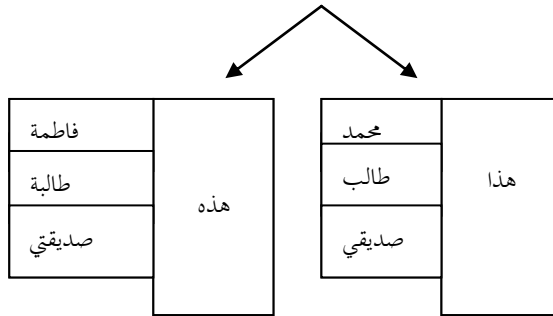 هذا
محمد
طالب
صديقي
هذه
فاطمة
طالبة
صديقتي